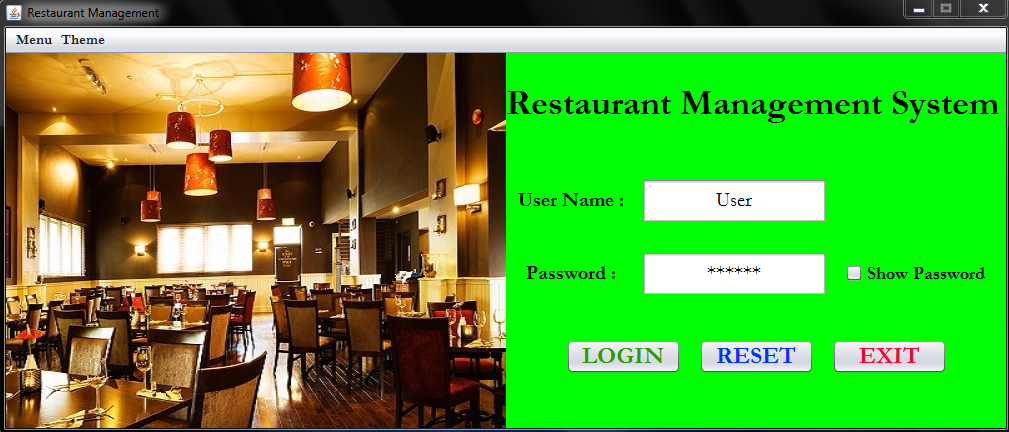 Restaurant Management
Menu Theme
Restaurant Management System
User Name : User
Password : ******
Show Password
LOGIN RESET EXIT